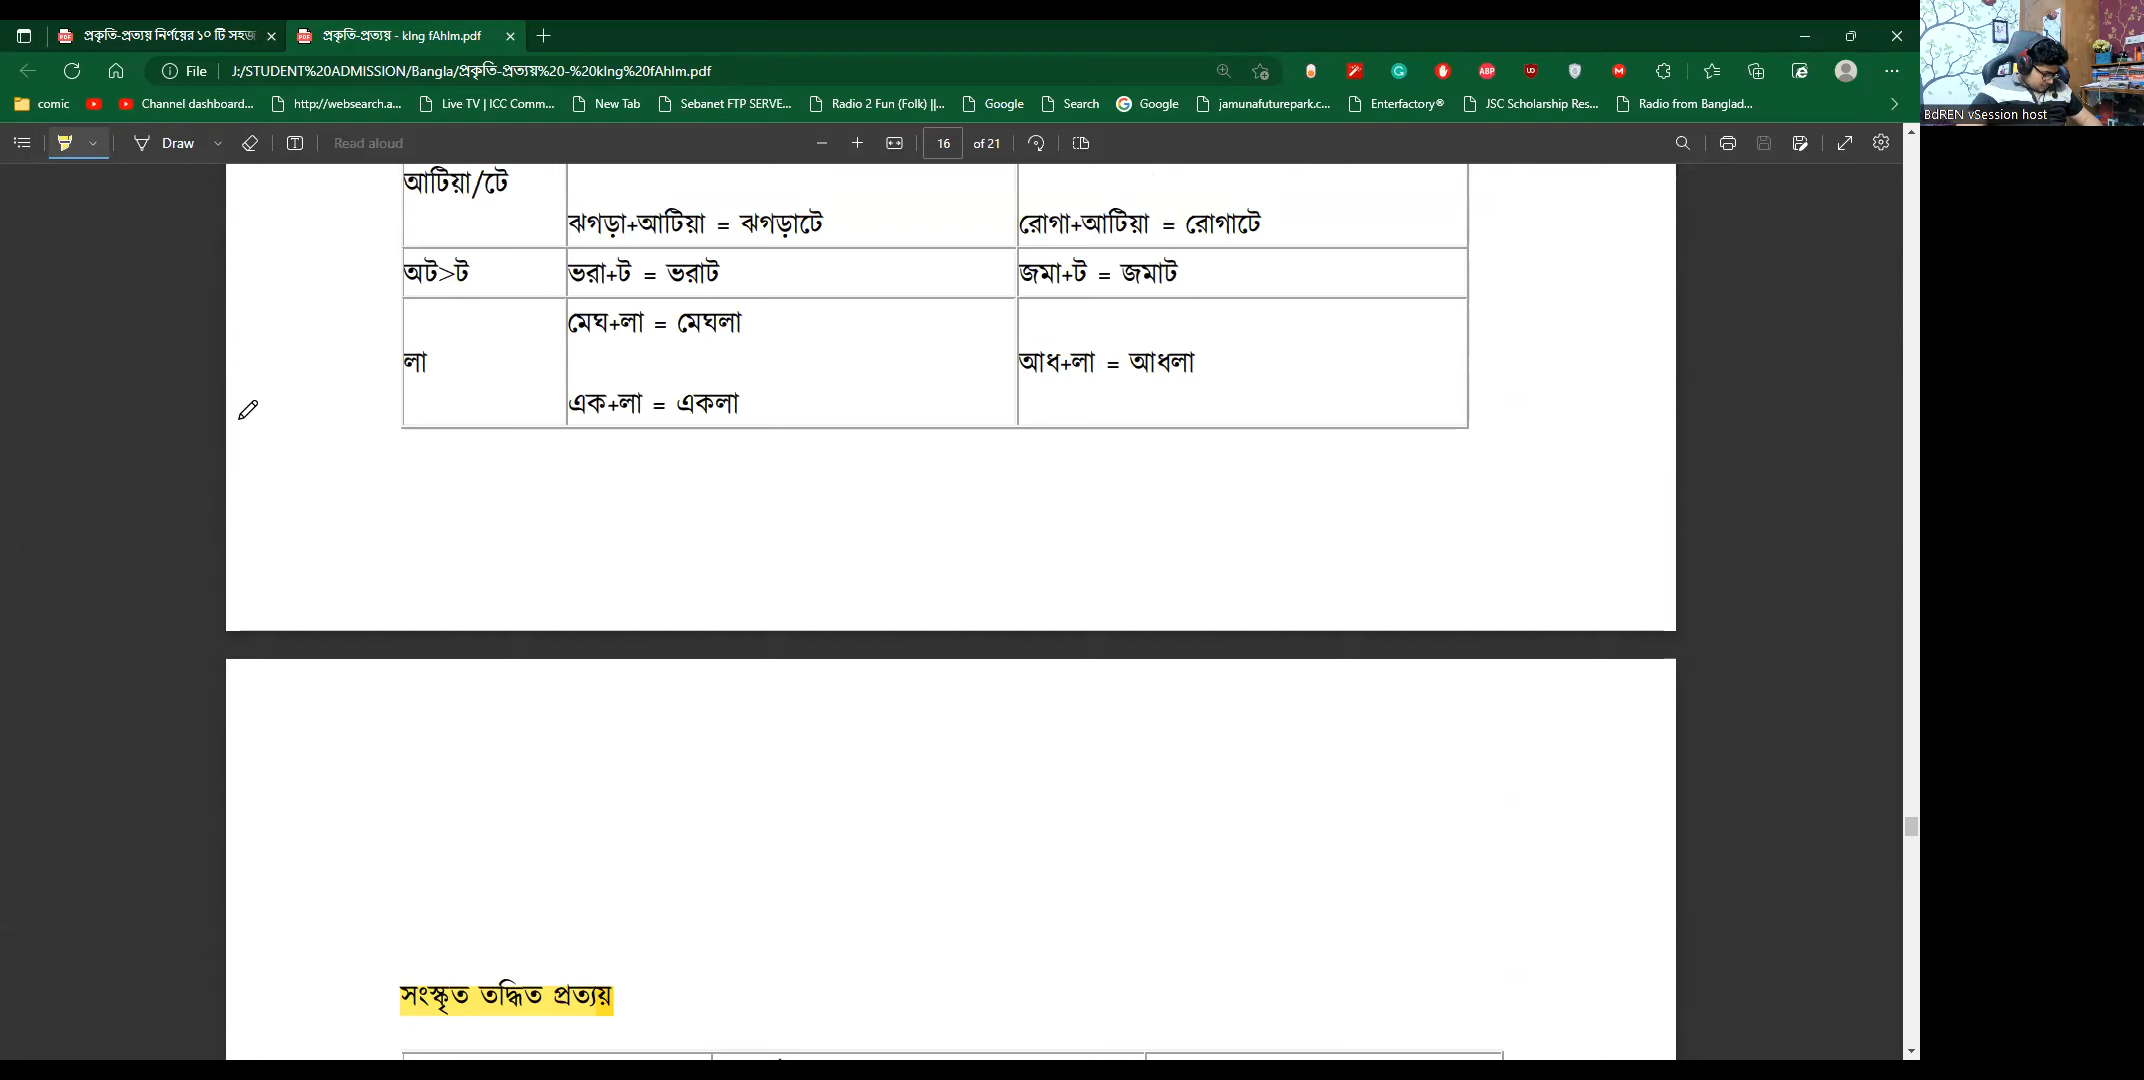 প্রকৃতি-প্রত্যয় নির্ণয়ের ১০ টি সহজ
প্রকৃতি-প্রত্যয় - kIng fAhIm.pdf
File
J:/STUDENT%20ADMISSION/Bangla/প্রকৃতি-প্রত্যয়%20-%20kIng%20fAhIm.pdf
comic
Channel dashboard...
http://websearch.a...
Live TV | ICC Comm...
New Tab
Sebanet FTP SERVE...
Radio 2 Fun (Folk) ||...
Google
Search
Google
jamunafuturepark.c...
Enterfactory®
JSC Scholarship Res...
Radio from Banglad...
BdREN vSession host
Draw
Read aloud
16 of 21
আটিয়া/টে
ঝগড়া+আটিয়া = ঝগড়াটে
রোগা+আটিয়া = রোগাটে
অট>ট
ভরা+ট = ভরাট
জমা+ট = জমাট
লা
মেঘ+লা = মেঘলা
এক+লা = একলা
আধ+লা = আধলা
সংস্কৃত তদ্ধিত প্রত্যয়